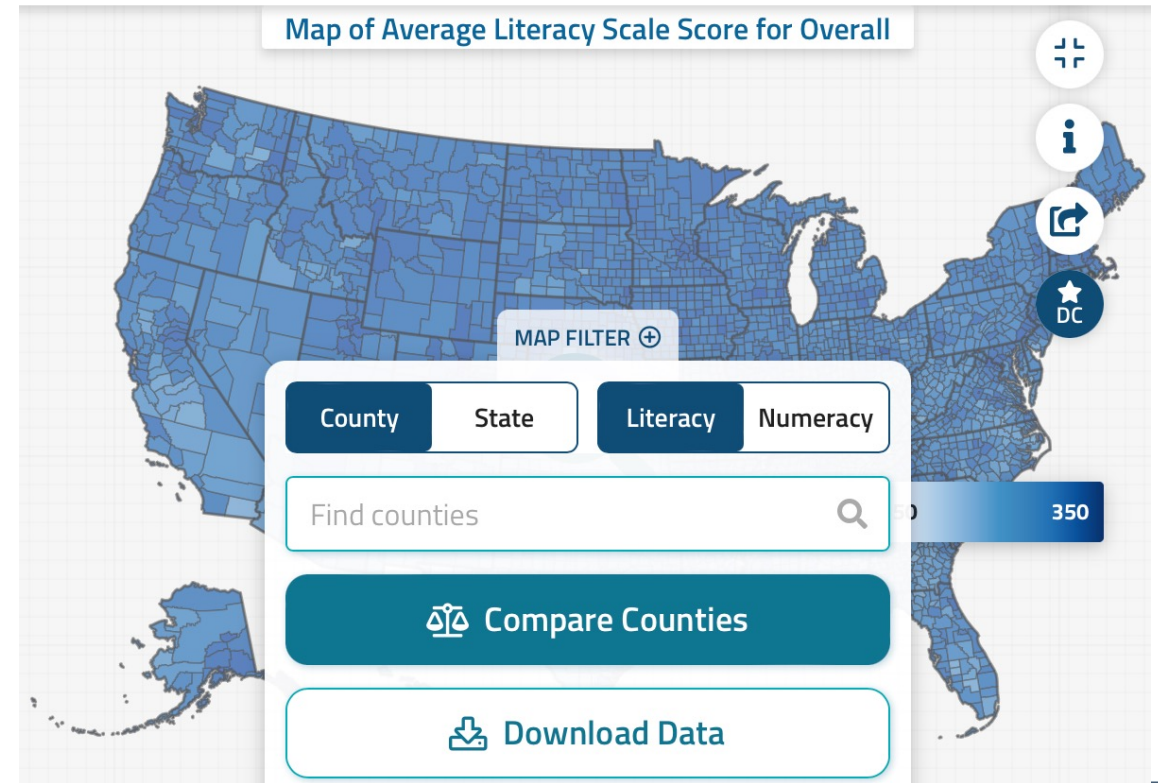 Map of Average Literacy Scale Score for Overall
DC
MAP FILTER
County State Literacy Numeracy
Find counties
350
Compare Counties
Download Data